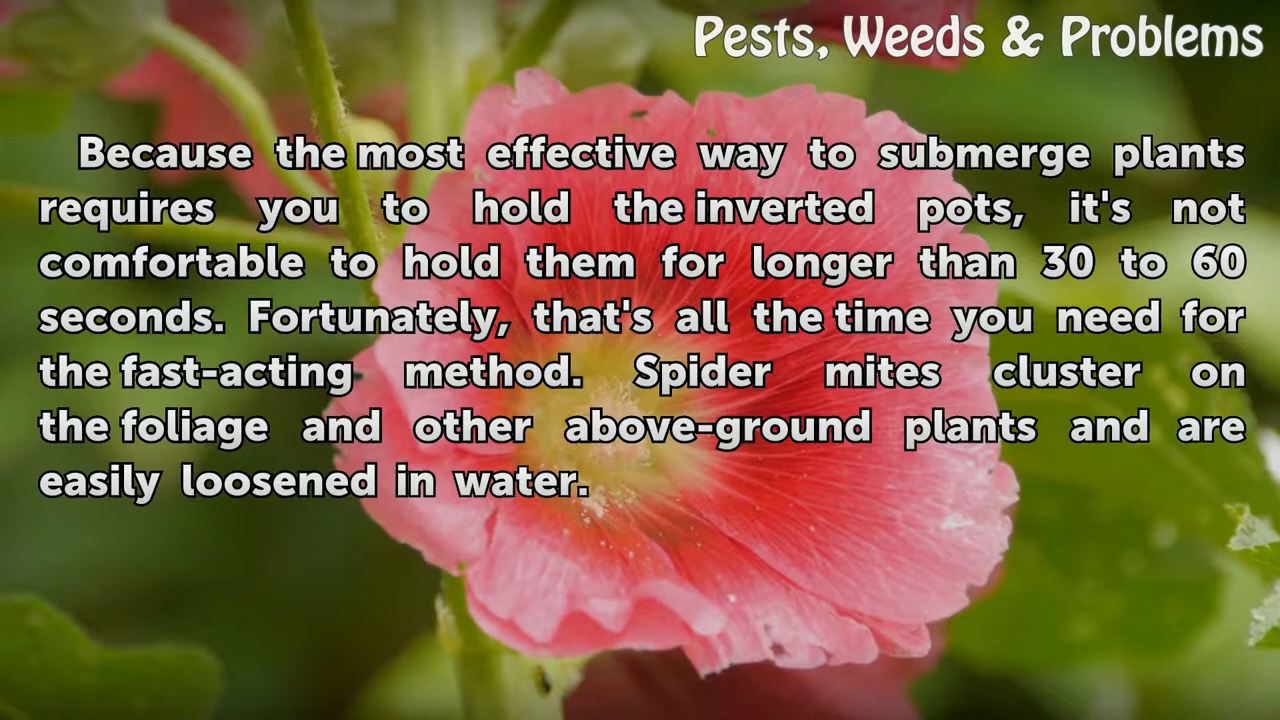 Pests, Weeds & Problems
Because the most effective way to submerge plants
requires you to hold the inverted pots, it's not
comfortable to hold them for longer than 30 to 60
seconds. Fortunately, that's all the time you need for
the fast-acting method. Spider mites cluster on
the foliage and other above-ground plants and are
easily loosened in water.